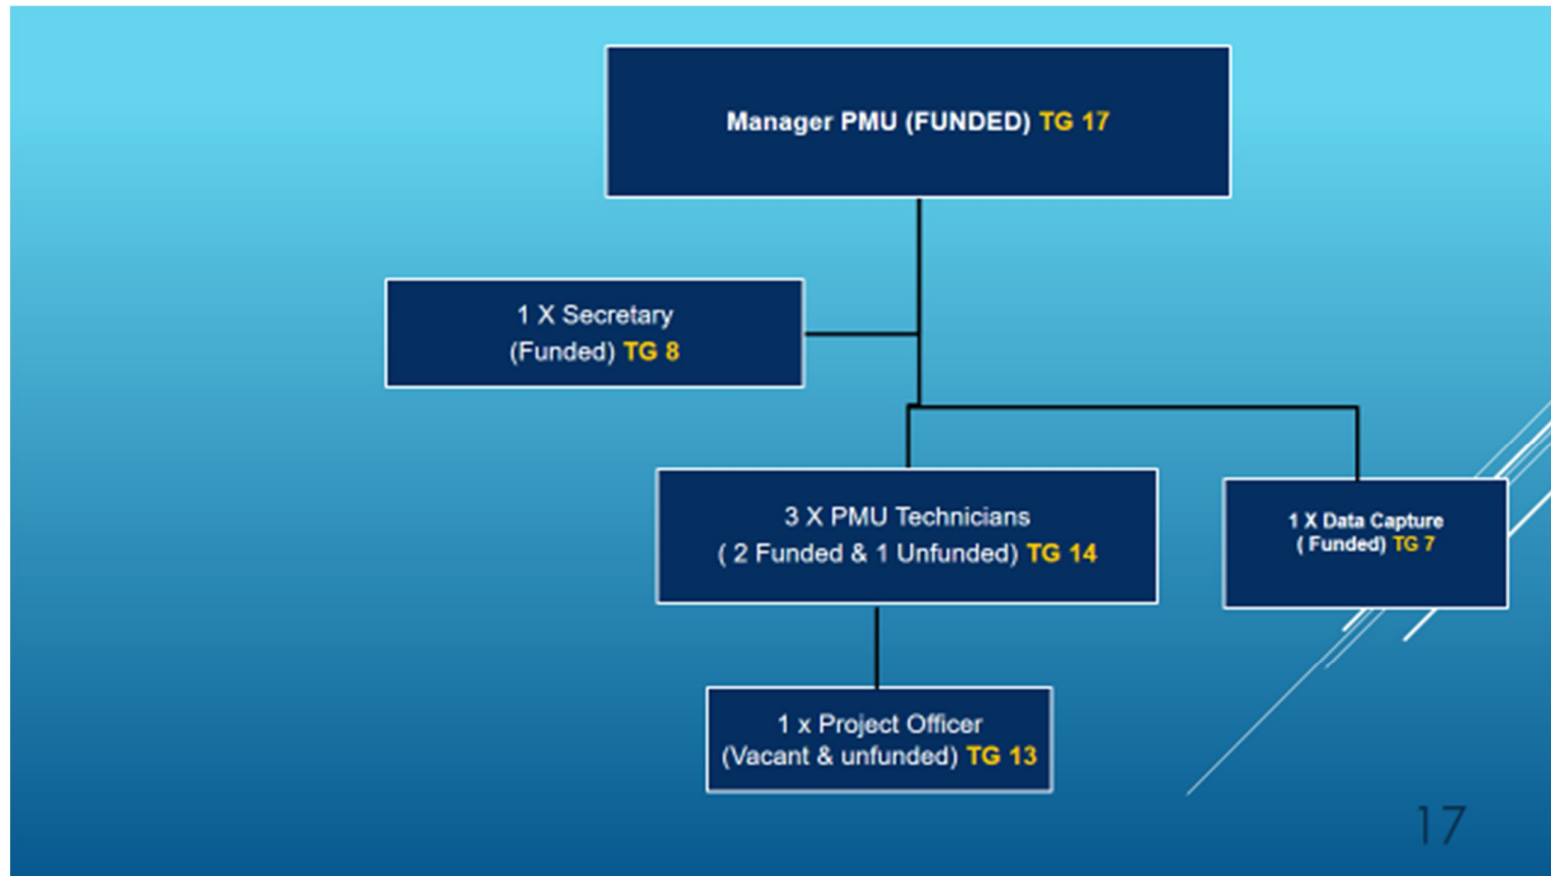 Manager PMU (FUNDED) TG 17
1 X Secretary
(Funded) TG 8
3 X PMU Technicians
( 2 Funded & 1 Unfunded) TG 14
1 X Data Capture
( Funded) TG 7
1 x Project Officer
(Vacant & unfunded) TG 13
17